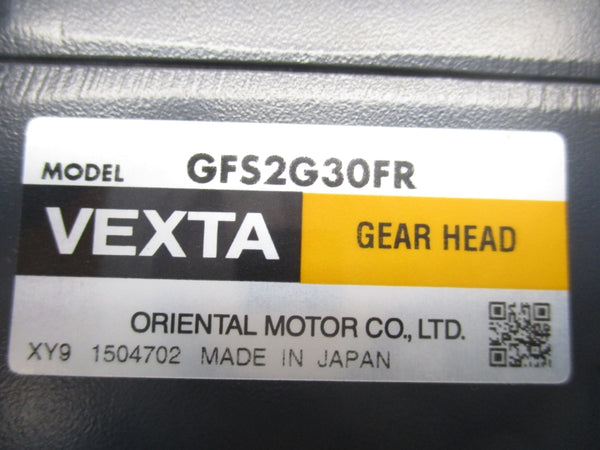 MODEL GFS2G30FR
VEXTA GEAR HEAD
ORIENTAL MOTOR CO., LTD.
XY9 1504702 MADE IN JAPAN